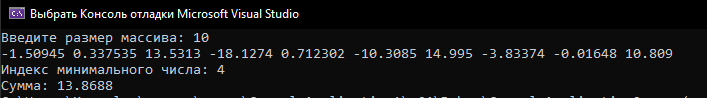 Выбрать Консоль отладки Microsoft Visual Studio
Введите размер массива: 10
-1.50945 0.337535 13.5313 -18.1274 0.712302 -10.3085 14.995 -3.83374 -0.01648 10.809
Индекс минимального числа: 4
Сумма: 13.8688